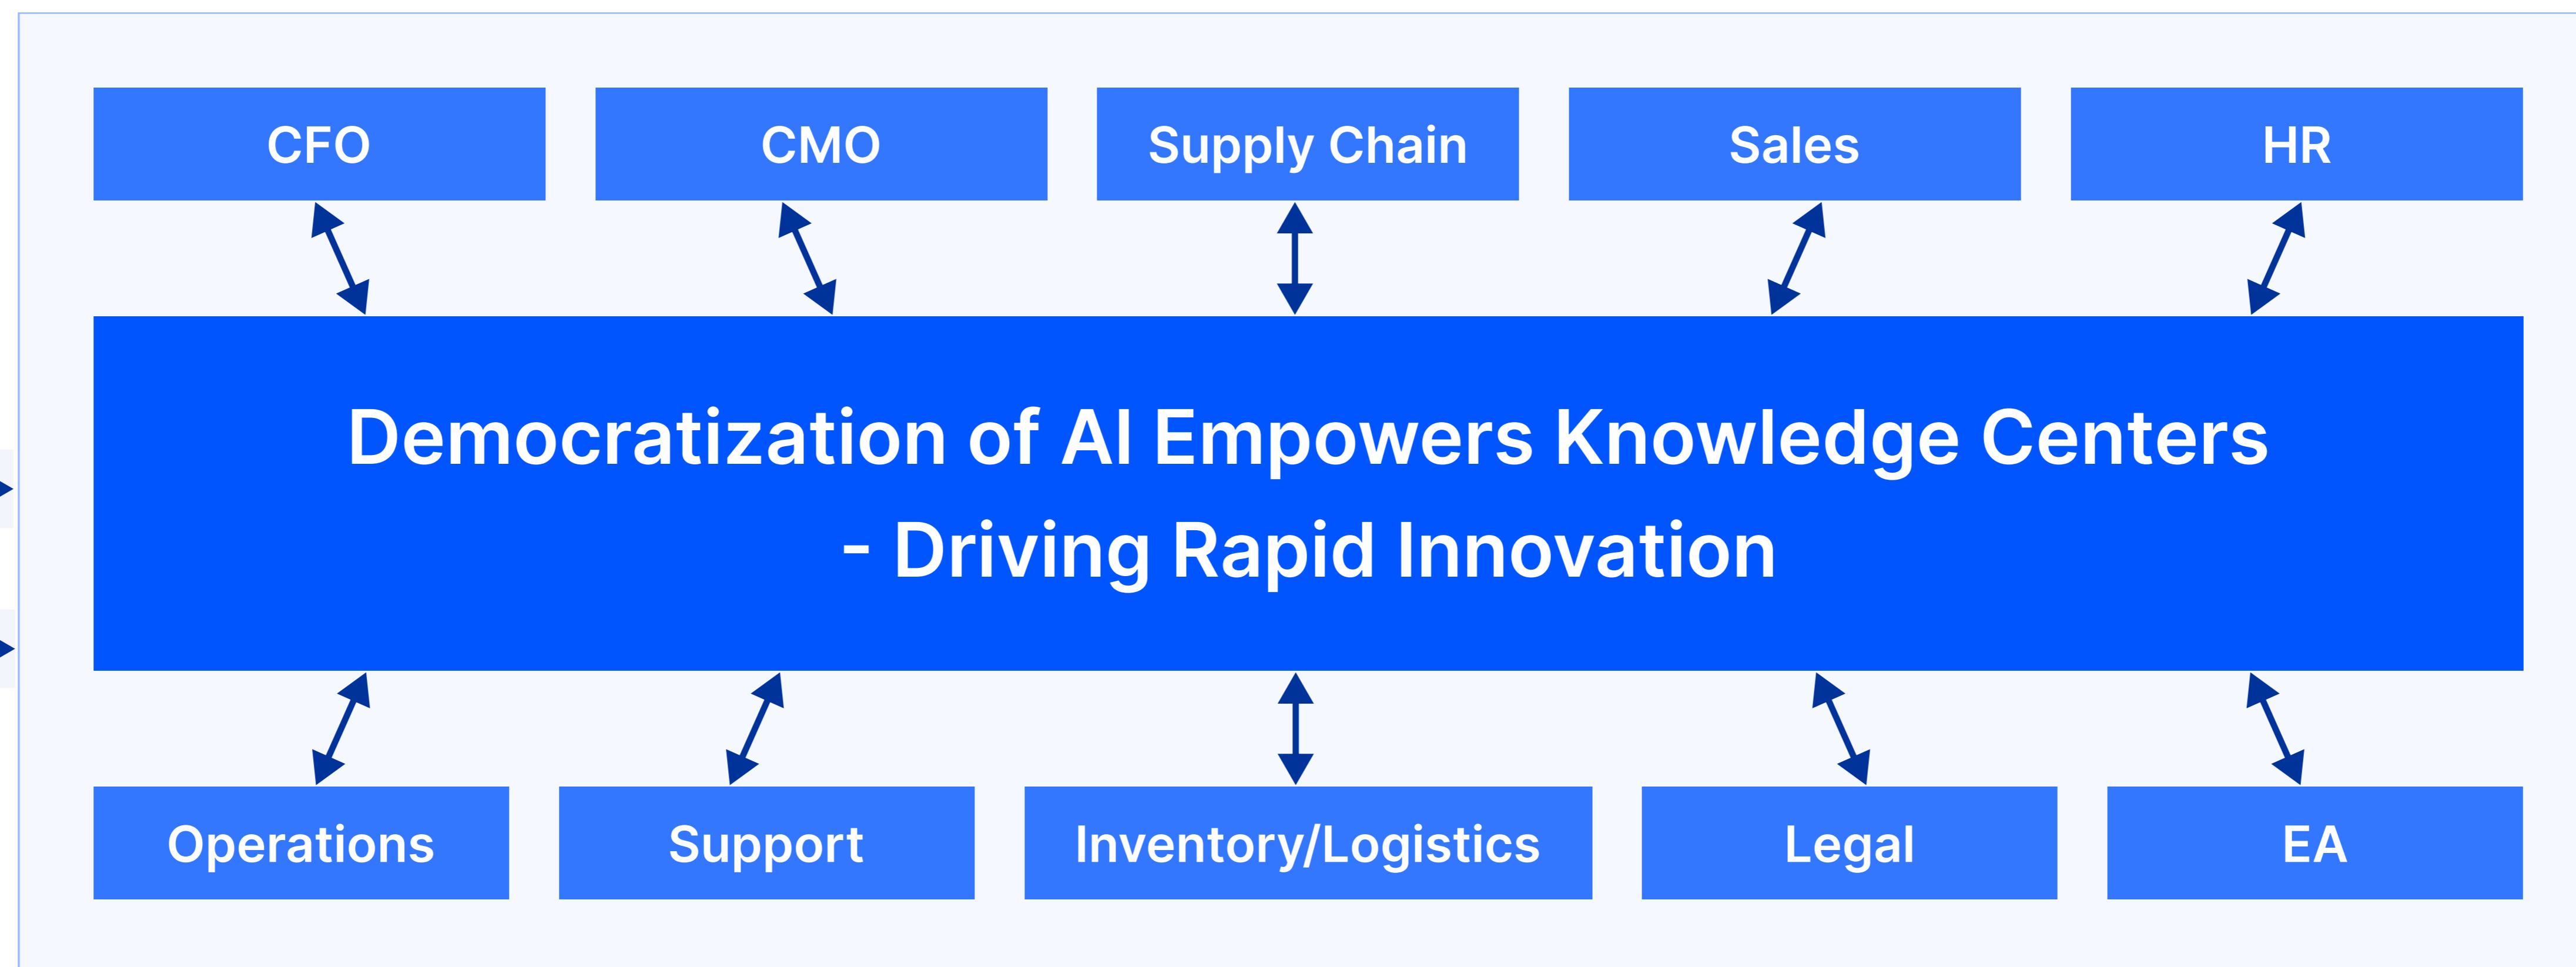 CFO
CMO
Supply Chain
Sales
HR
Democratization of AI Empowers Knowledge Centers
- Driving Rapid Innovation
Operations
Support
Inventory/Logistics
Legal
EA